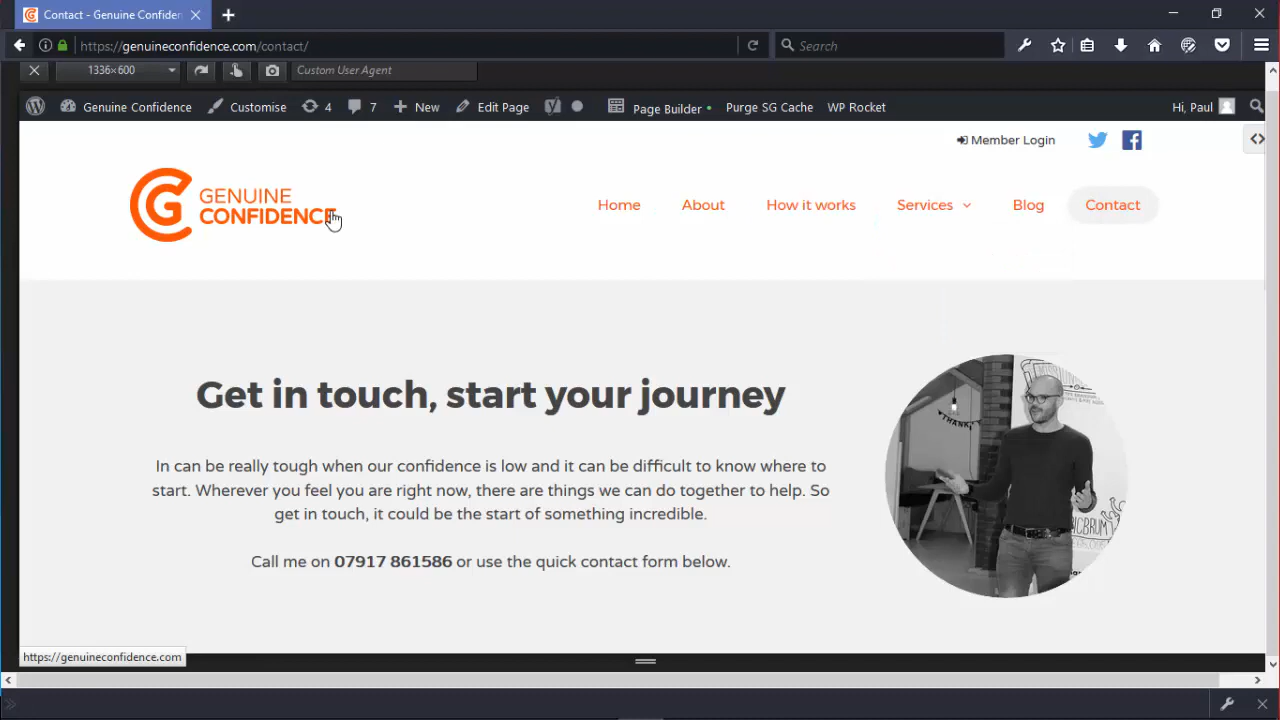 Contact - Genuine Confiden
https://genuineconfidence.com/contact/
Search
1336×600
Custom User Agent
Genuine Confidence
Customise
4
7
New
Edit Page
Page Builder
Purge SG Cache
WP Rocket
Hi, Paul
Member Login
GENUINE
CONFIDENCE
Home
About
How it works
Services
Blog
Contact
Get in touch, start your journey
In can be really tough when our confidence is low and it can be difficult to know where to
start. Wherever you feel you are right now, there are things we can do together to help. So
get in touch, it could be the start of something incredible.
Call me on 07917 861586 or use the quick contact form below.
THANK
https://genuineconfidence.com